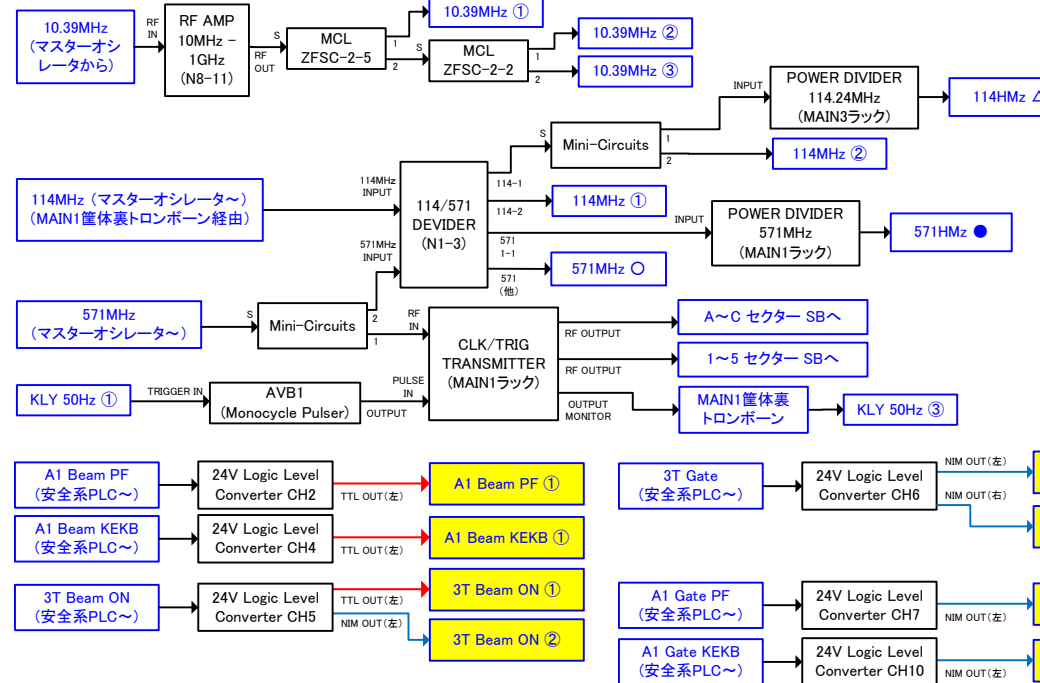 10.39MHz
(マスターオシ
レータから)
RF
IN
RF AMP
10MHz –
1GHz
(N8-11)
S
RF
OUT
MCL
ZFSC-2-5
1
2
10.39MHz ①
S
MCL
ZFSC-2-2
1
2
10.39MHz ②
10.39MHz ③
114MHz (マスターオシレータ～)
(MAIN1筐体裏トロンボーン経由)
114MHz
INPUT
571MHz
INPUT
114/571
DEVIDER
(N1-3)
114-1
114-2
571
1-1
571
(他)
S
Mini-Circuits
1
2
INPUT
POWER DIVIDER
114.24MHz
(MAIN3ラック)
114HMz △
114MHz ②
114MHz ①
INPUT
POWER DIVIDER
571MHz
(MAIN1ラック)
571HMz ●
571MHz ○
571MHz
(マスターオシレータ～)
S
Mini-Circuits
2
1
RF
IN
CLK/TRIG
TRANSMITTER
(MAIN1ラック)
RF OUTPUT
A～C セクター SBへ
RF OUTPUT
1～5 セクター SBへ
OUTPUT
MONITOR
MAIN1筐体裏
トロンボーン
KLY 50Hz ③
KLY 50Hz ①
TRIGGER IN
AVB1
(Monocycle Pulser)
OUTPUT
PULSE
IN
A1 Beam PF
(安全系PLC～)
24V Logic Level
Converter CH2
TTL OUT(左)
A1 Beam PF ①
A1 Beam KEKB
(安全系PLC～)
24V Logic Level
Converter CH4
TTL OUT(左)
A1 Beam KEKB ①
3T Beam ON
(安全系PLC～)
24V Logic Level
Converter CH5
TTL OUT(左)
NIM OUT(左)
3T Beam ON ①
3T Beam ON ②
3T Gate
(安全系PLC～)
24V Logic Level
Converter CH6
NIM OUT(左)
NIM OUT(右)
A1 Gate PF
(安全系PLC～)
24V Logic Level
Converter CH7
NIM OUT(左)
A1 Gate KEKB
(安全系PLC～)
24V Logic Level
Converter CH10
NIM OUT(左)